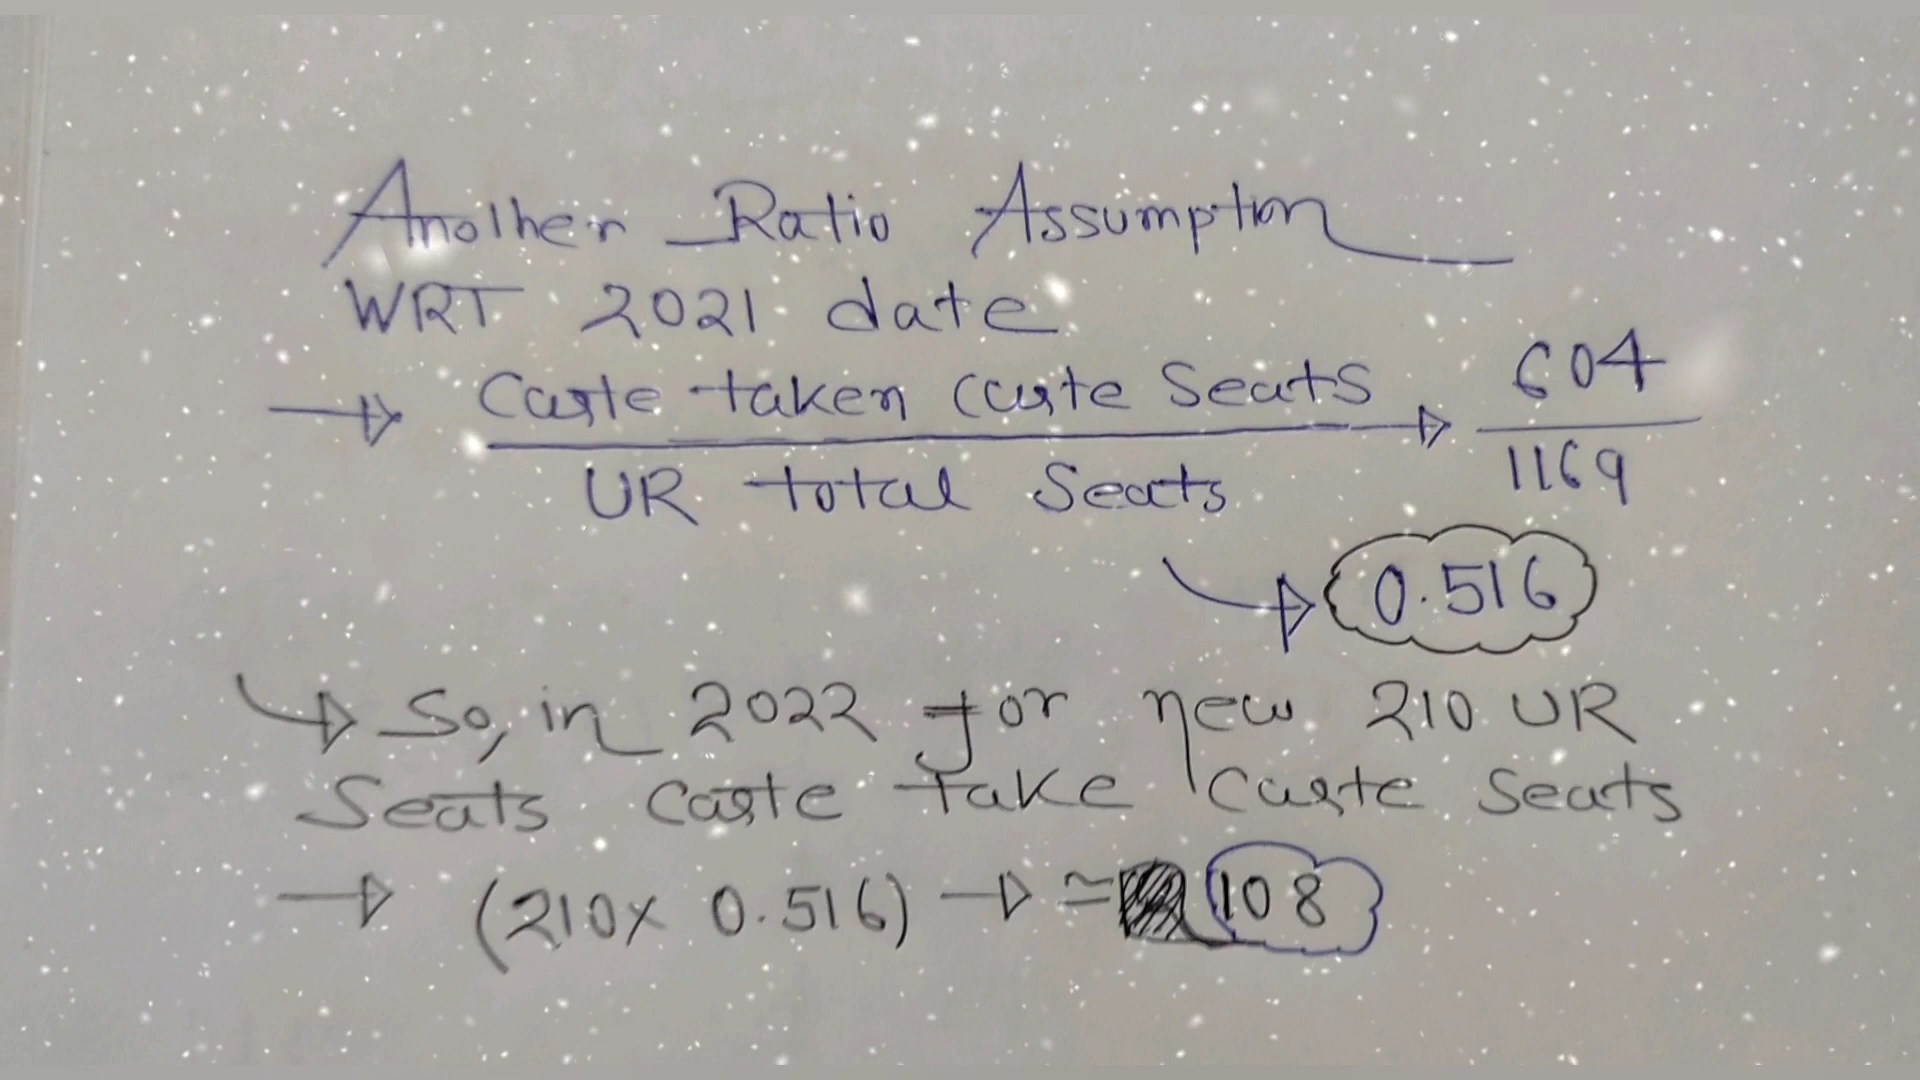 Another Ratio Assumption
WRT 2021 date
→ Caste taken Caste Seats → 604
UR total Seats 1169
→ 0.516
→ So, in 2022 for new 210 UR
Seats Caste take Caste Seats
→ (210 x 0.516) → ≃ 108